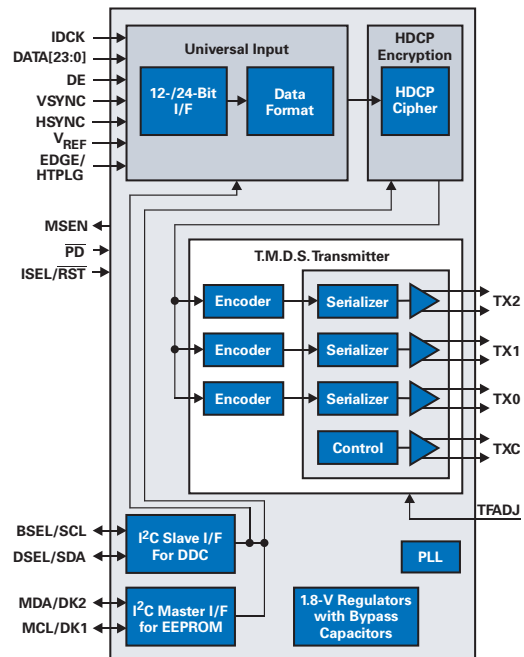 IDCK
DATA[23:0]
DE
VSYNC
HSYNC
VREF
EDGE/
HTPLG
MSEN
PD
ISEL/RST
BSEL/SCL
DSEL/SDA
MDA/DK2
MCL/DK1
Universal Input
12-/24-Bit
I/F
Data
Format
HDCP
Encryption
HDCP
Cipher
T.M.D.S. Transmitter
Encoder
Serializer
TX2
Encoder
Serializer
TX1
Encoder
Serializer
TX0
Control
TXC
TFADJ
I2C Slave I/F
For DDC
PLL
I2C Master I/F
for EEPROM
1.8-V Regulators
with Bypass
Capacitors